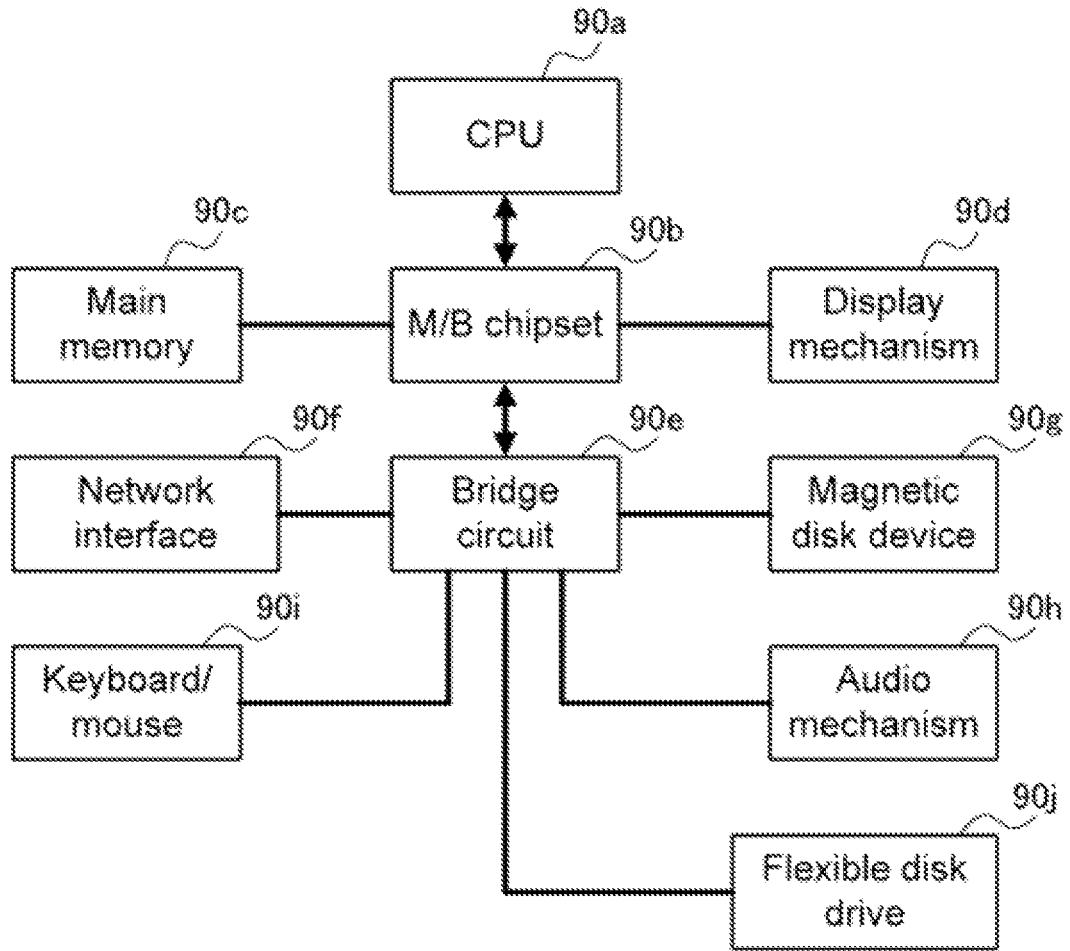 90a
CPU
90c
90b
90d
Main
memory
M/B chipset
Display
mechanism
90f
90e
90g
Network
interface
Bridge
circuit
Magnetic
disk device
90i
90h
Keyboard/
mouse
Audio
mechanism
90j
Flexible disk
drive